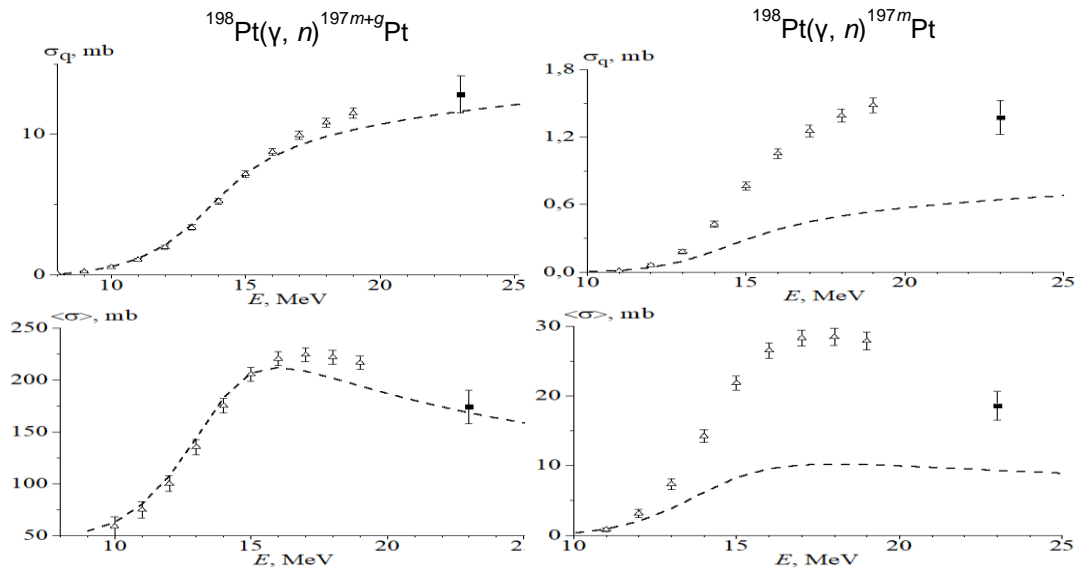 ¹⁹⁸Pt(γ, n)¹⁹⁷ᵐ⁺ᵍPt
σq, mb
10
0
10 15 20 25
E, MeV
¹⁹⁸Pt(γ, n)¹⁹⁷ᵐPt
σq, mb
1,8
1,2
0,6
0,0
10 15 20 25
E, MeV
<σ>, mb
250
200
150
100
50
10 15 20 25
E, MeV
<σ>, mb
30
20
10
0
10 15 20 25
E, MeV